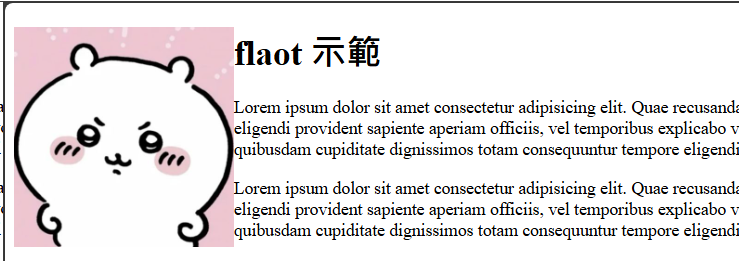 flaot 示範
Lorem ipsum dolor sit amet consectetur adipisicing elit. Quae
eligendi provident sapiente aperiam officiis, vel temporibus explicabo
quibusdam cupiditate dignissimos totam consequuntur tempore eligendi
Lorem ipsum dolor sit amet consectetur adipisicing elit. Quae
eligendi provident sapiente aperiam officiis, vel temporibus explicabo
quibusdam cupiditate dignissimos totam consequuntur tempore eligendi